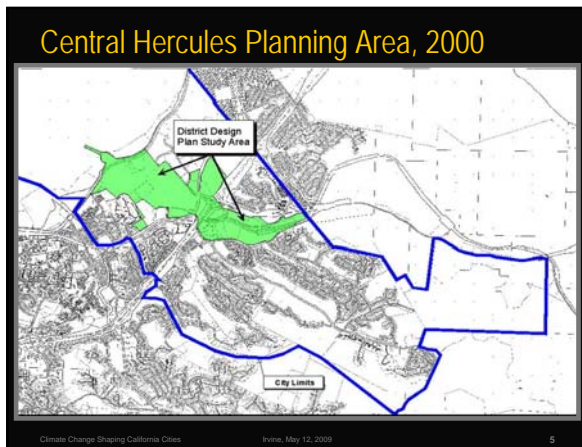 Central Hercules Planning Area, 2000
District Design
Plan Study Area
City Limits
Climate Change Shaping California Cities
Irvine, May 12, 2009
5